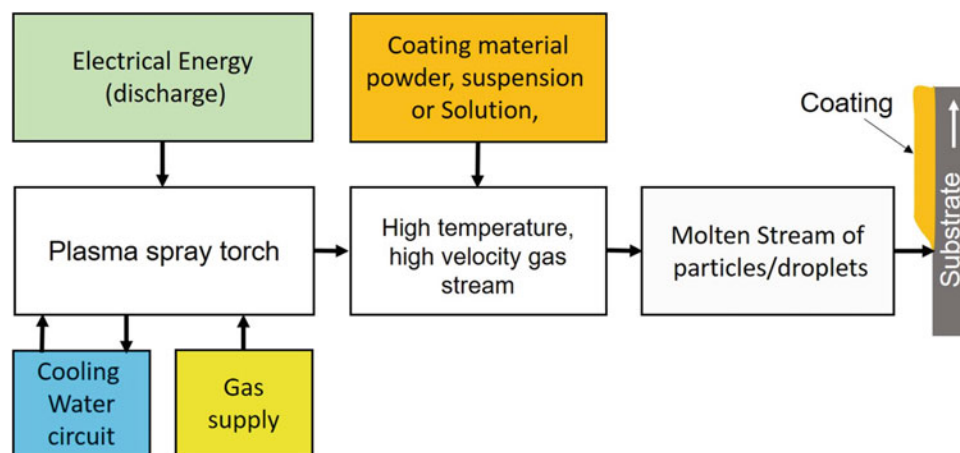 Electrical Energy
(discharge)
Coating material
powder, suspension
or Solution,
Coating
Plasma spray torch
High temperature,
high velocity gas
stream
Molten Stream of
particles/droplets
Substrate
Cooling
Water
circuit
Gas
supply